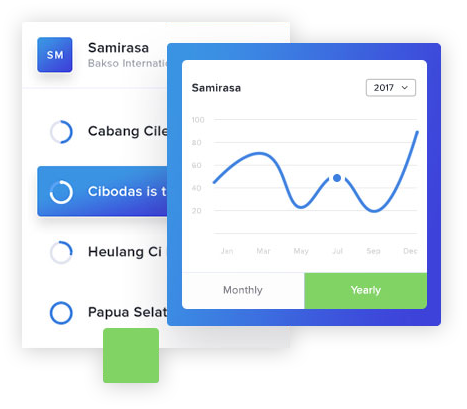 SM
Samirasa
Bakso Internatio
Cabang Cile
Cibodas is t
Heulang Ci
Papua Selat
Samirasa
2017
100
80
60
40
20
Jan Mar May Jul Sep Dec
Monthly Yearly